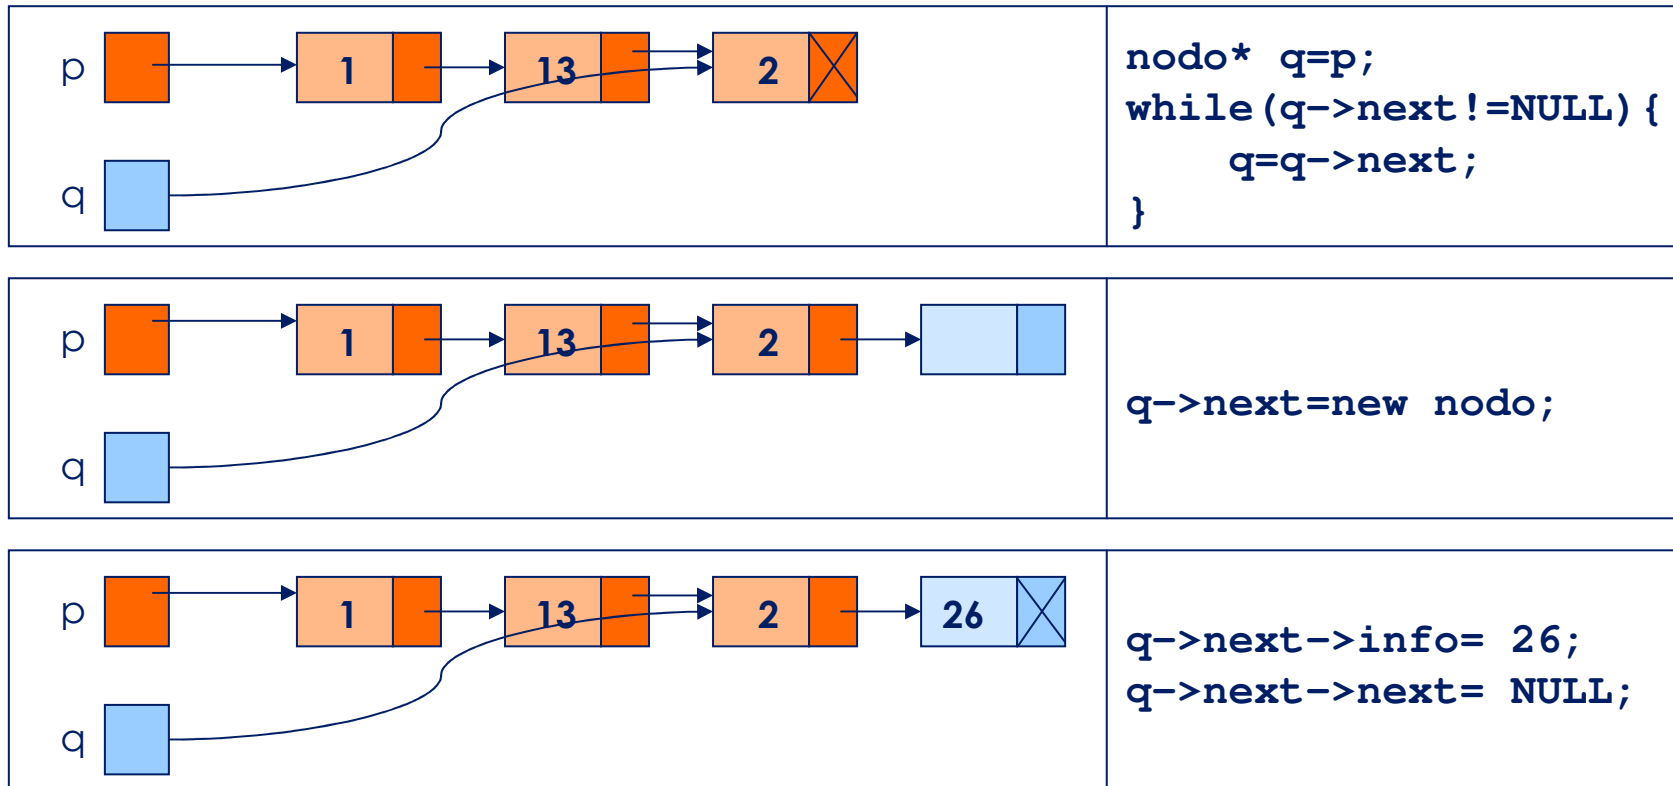 p 1 13 2
q
nodo* q=p;
while(q->next!=NULL){
q=q->next;
}
p 1 13 2
q
q->next=new nodo;
p 1 13 2 26
q
q->next->info= 26;
q->next->next= NULL;